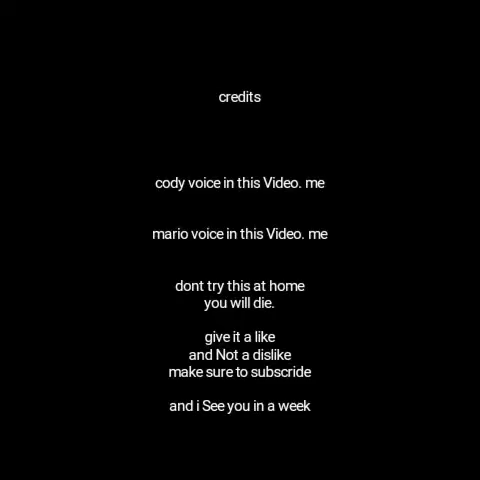 credits
cody voice in this Video. me
mario voice in this Video. me
dont try this at home
you will die.
give it a like
and Not a dislike
make sure to subscride
and i See you in a week